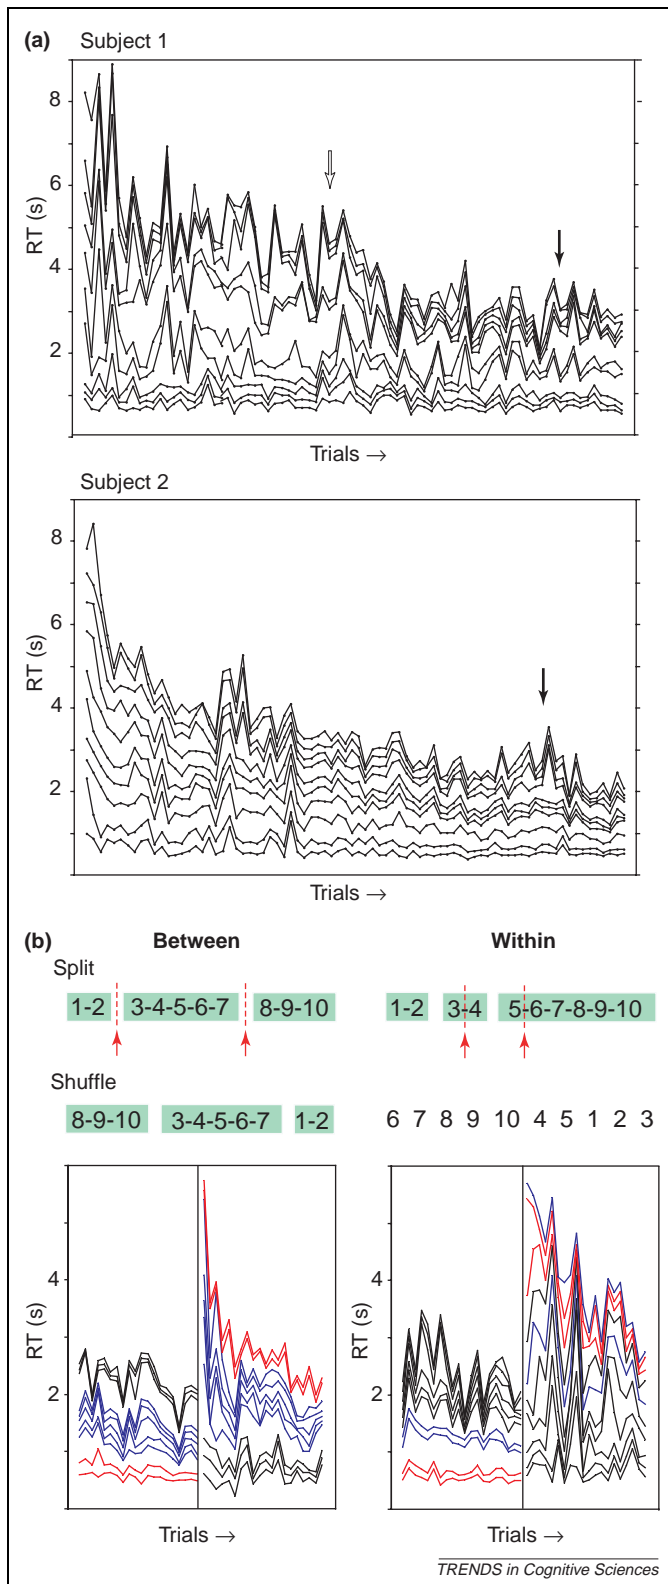 (a) Subject 1
8
6
4
2
RT (s)
Trials →
Subject 2
8
6
4
2
RT (s)
Trials →
(b) Between Within
Split
1-2 3-4-5-6-7 8-9-10 1-2 3-4 5-6-7-8-9-10
Shuffle
8-9-10 3-4-5-6-7 1-2 6 7 8 9 10 4 5 1 2 3
4 4
RT (s) RT (s)
2 2
Trials → Trials →
TRENDS in Cognitive Sciences